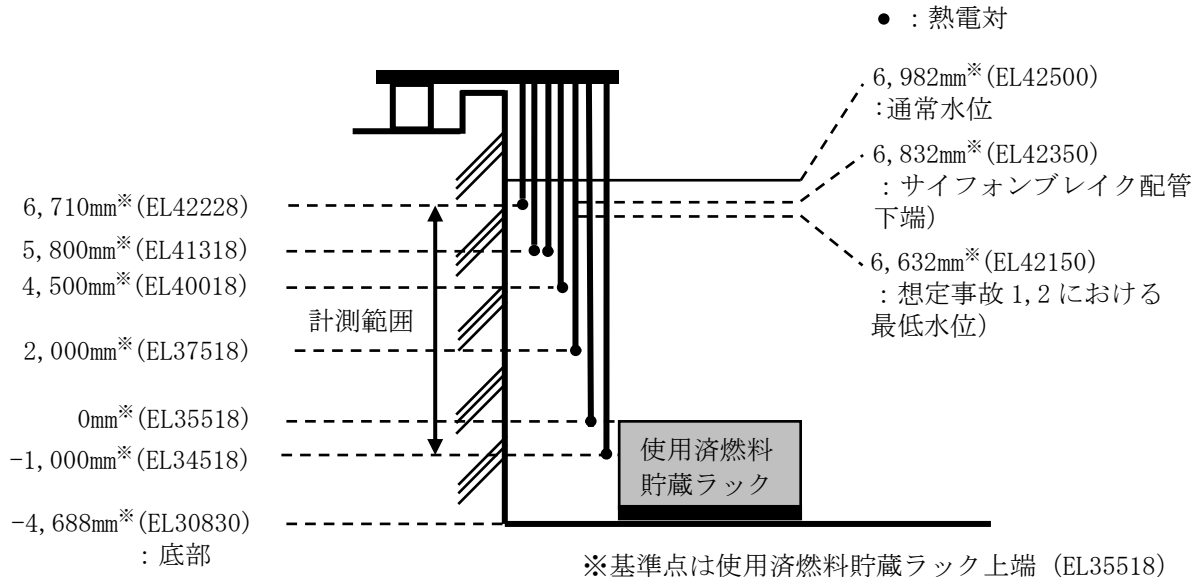 ● ：熱電対
6,982mm※(EL42500)
：通常水位
6,832mm※(EL42350)
：サイフォンブレイク配管
下端)
6,632mm※(EL42150)
：想定事故 1,2 における
最低水位)
6,710mm※(EL42228)
5,800mm※(EL41318)
4,500mm※(EL40018)
計測範囲
2,000mm※(EL37518)
0mm※(EL35518)
-1,000mm※(EL34518)
使用済燃料
貯蔵ラック
-4,688mm※(EL30830)
：底部
※基準点は使用済燃料貯蔵ラック上端（EL35518）